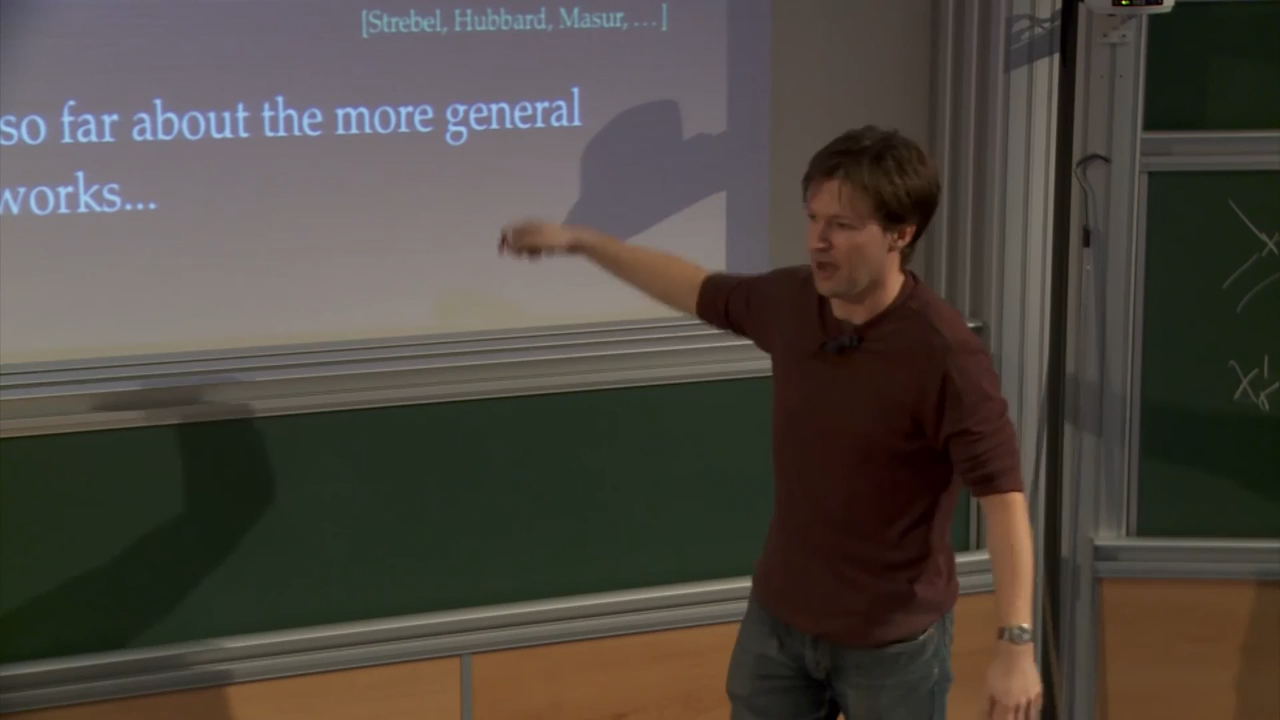 [Strebel, Hubbard, Masur, ... ]
so far about the more general
works...